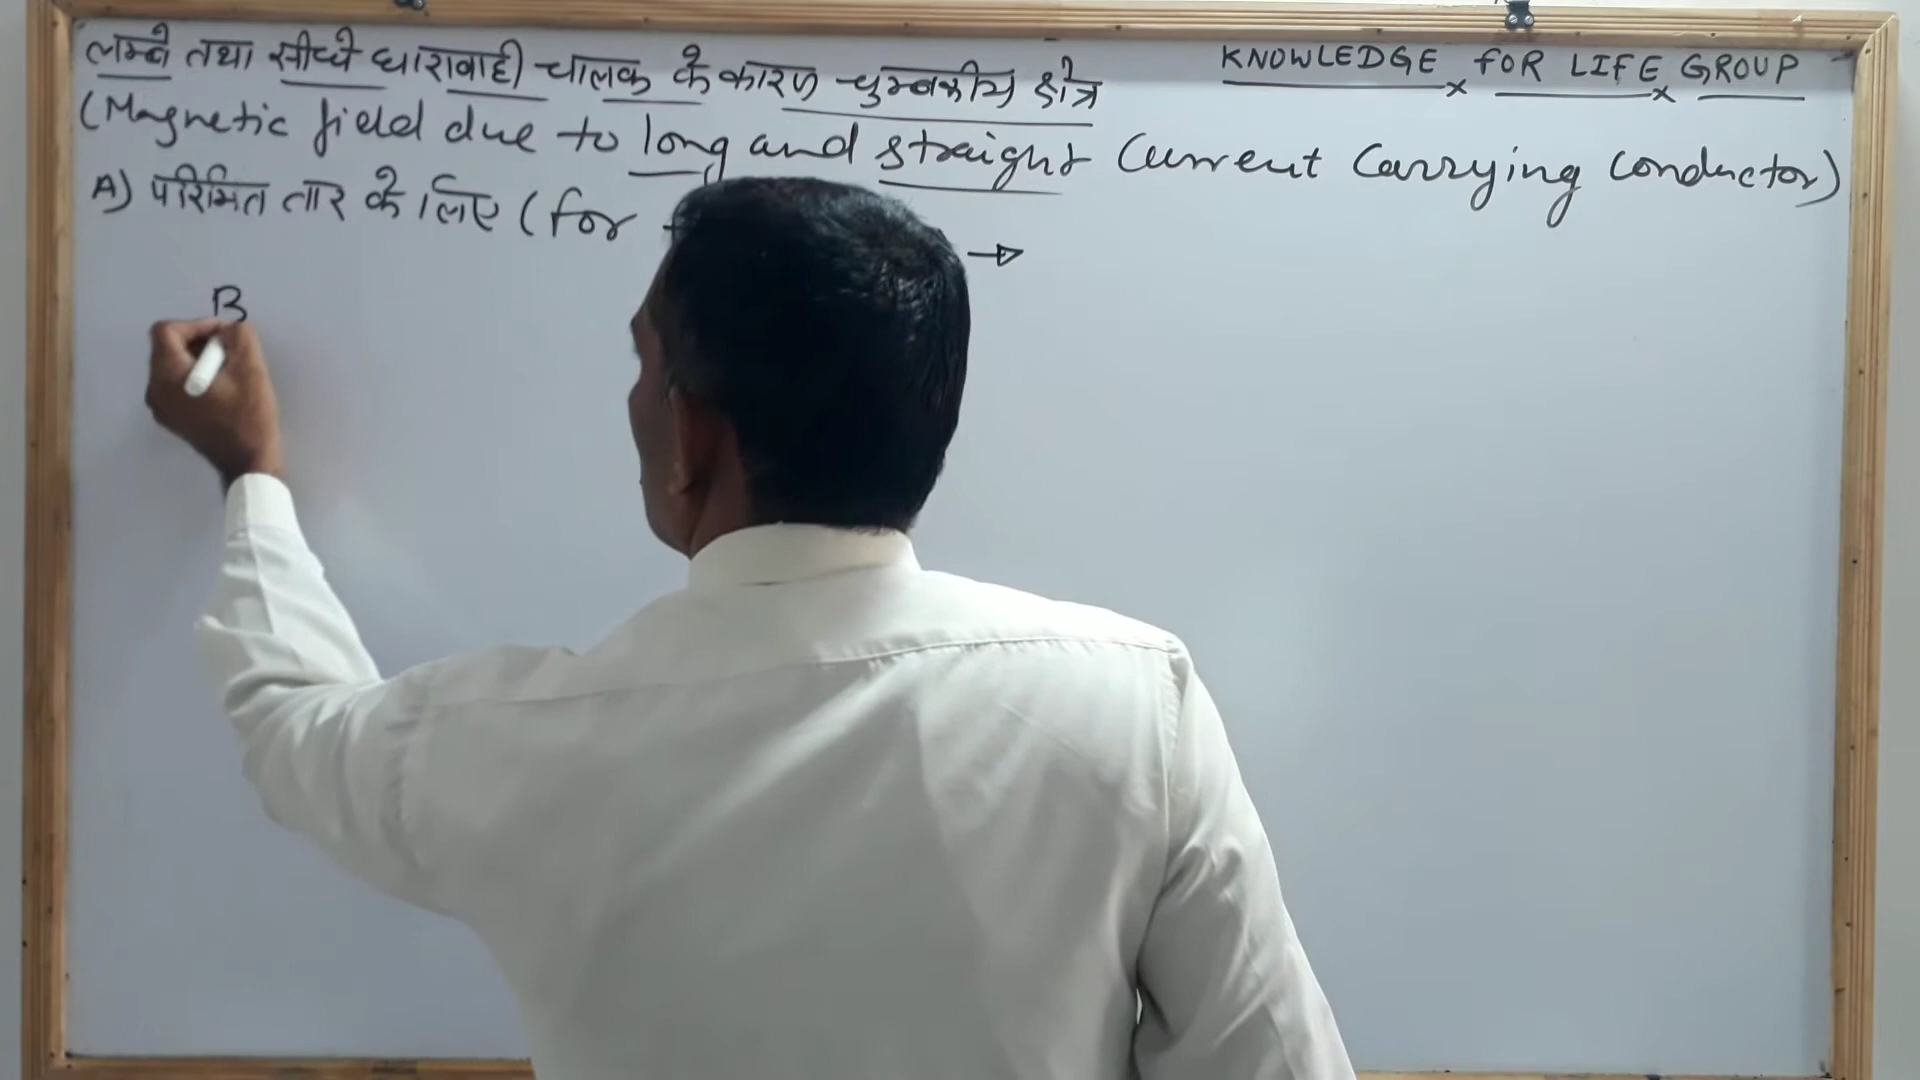 लम्बे तथा सीधे धारावाही चालक के कारण चुम्बकीय क्षेत्र
KNOWLEDGE FOR LIFE GROUP
(Magnetic field due to long and straight Current Carrying Conductor)
A) परिमित तार के लिए (for
B